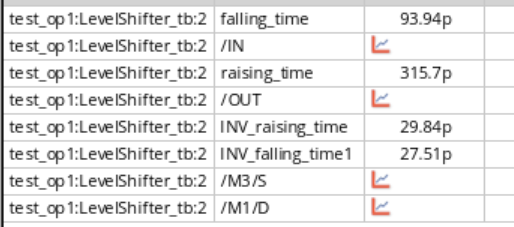 test_op1:LevelShifter_tb:2 falling_time 93.94p
test_op1:LevelShifter_tb:2 /IN
test_op1:LevelShifter_tb:2 raising_time 315.7p
test_op1:LevelShifter_tb:2 /OUT
test_op1:LevelShifter_tb:2 INV_raising_time 29.84p
test_op1:LevelShifter_tb:2 INV_falling_time1 27.51p
test_op1:LevelShifter_tb:2 /M3/S
test_op1:LevelShifter_tb:2 /M1/D